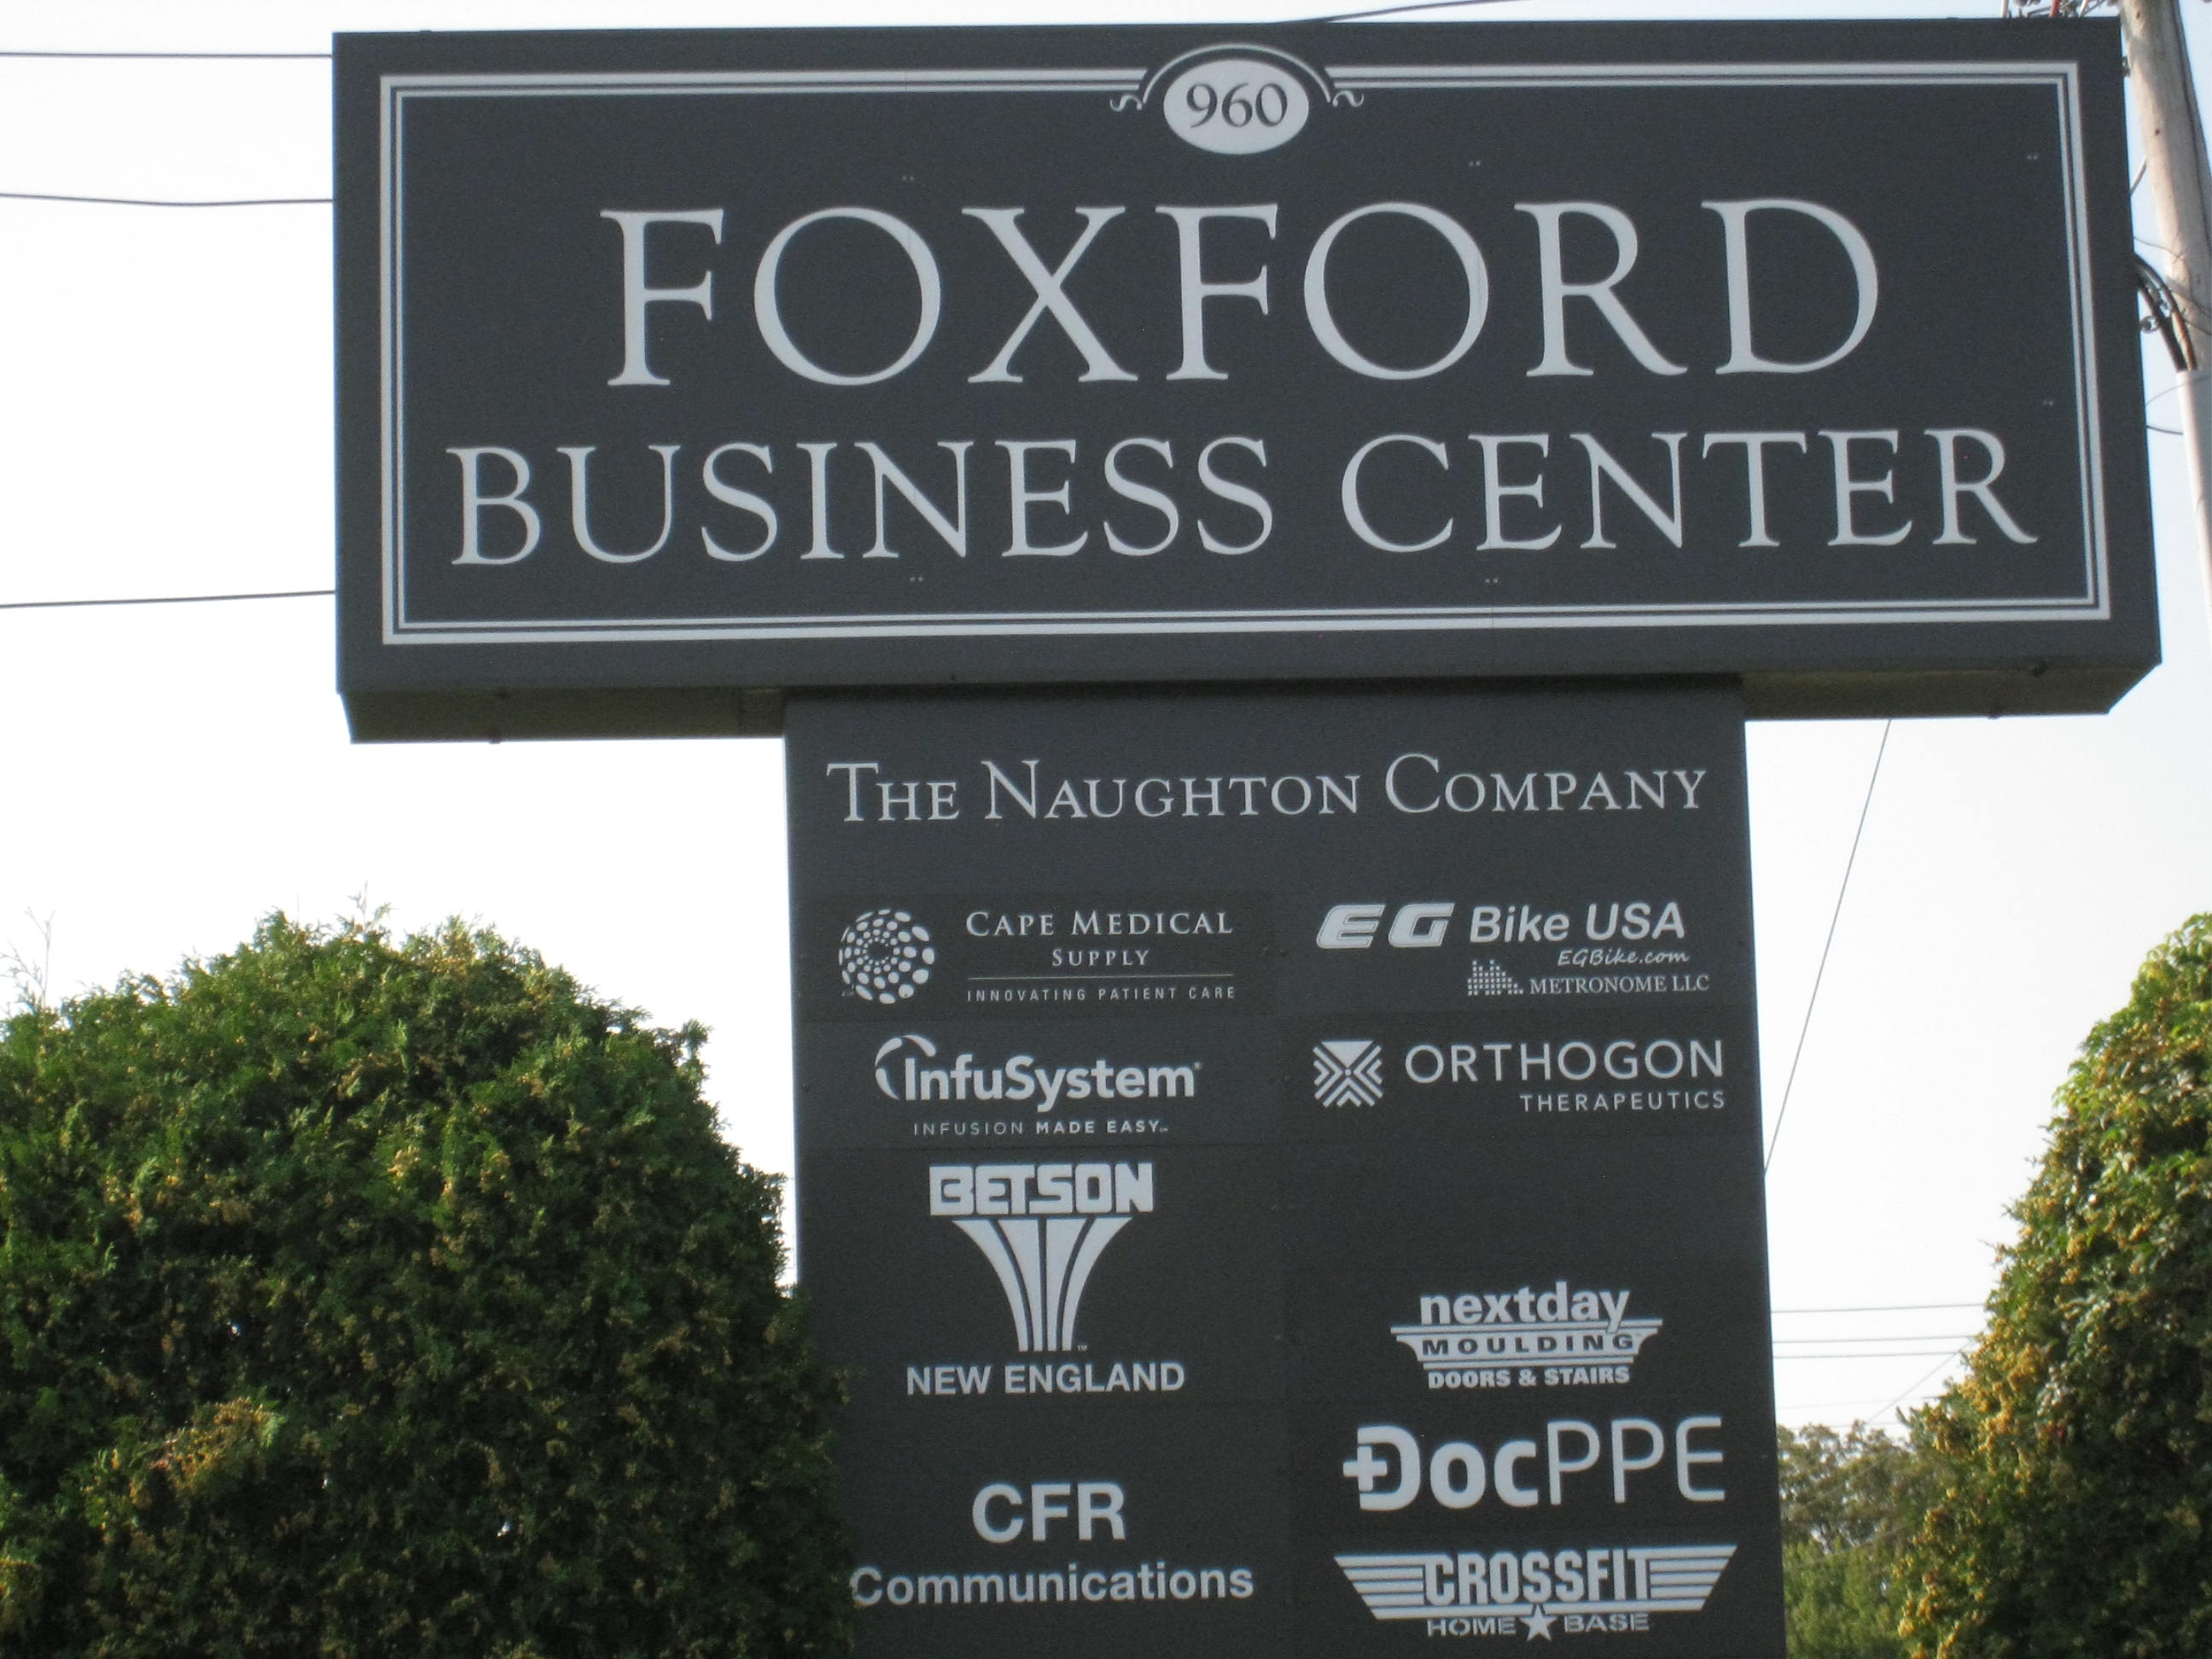 960
FOXFORD
BUSINESS CENTER
THE NAUGHTON COMPANY
CAPE MEDICAL
SUPPLY
INNOVATING PATIENT CARE
EG Bike USA
EGBike.com
METRONOME LLC
InfuSystem
INFUSION MADE EASY
ORTHOGON
THERAPEUTICS
BETSON
NEW ENGLAND
nextday
MOULDING
DOORS & STAIRS
CFR
Communications
DocPPE
CROSSFIT
HOME BASE